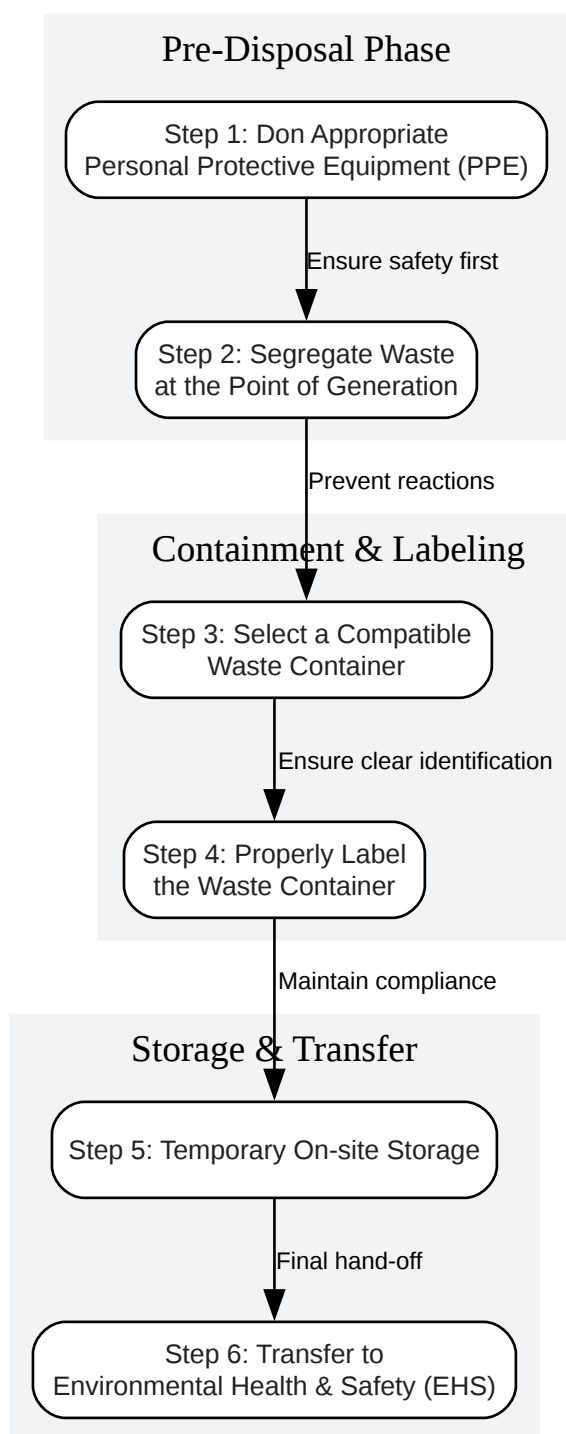 Pre-Disposal Phase
Step 1: Don Appropriate
Personal Protective Equipment (PPE)
Ensure safety first
Step 2: Segregate Waste
at the Point of Generation
Prevent reactions
Containment & Labeling
Step 3: Select a Compatible
Waste Container
Ensure clear identification
Step 4: Properly Label
the Waste Container
Maintain compliance
Storage & Transfer
Step 5: Temporary On-site Storage
Final hand-off
Step 6: Transfer to
Environmental Health & Safety (EHS)